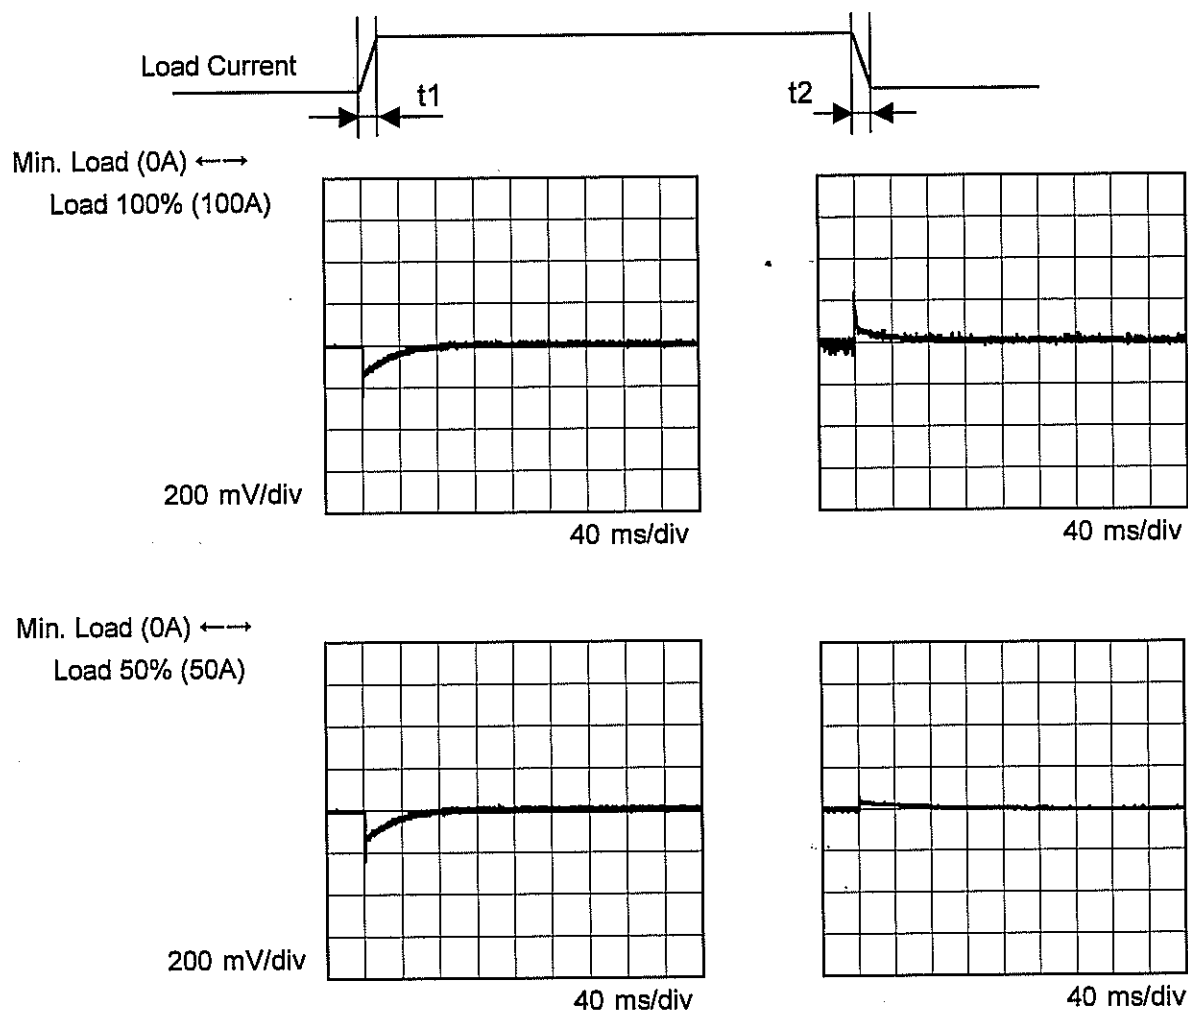 Load Current
t1
t2
Min. Load (0A) ←→
Load 100% (100A)
200 mV/div
40 ms/div
40 ms/div
Min. Load (0A) ←→
Load 50% (50A)
200 mV/div
40 ms/div
40 ms/div